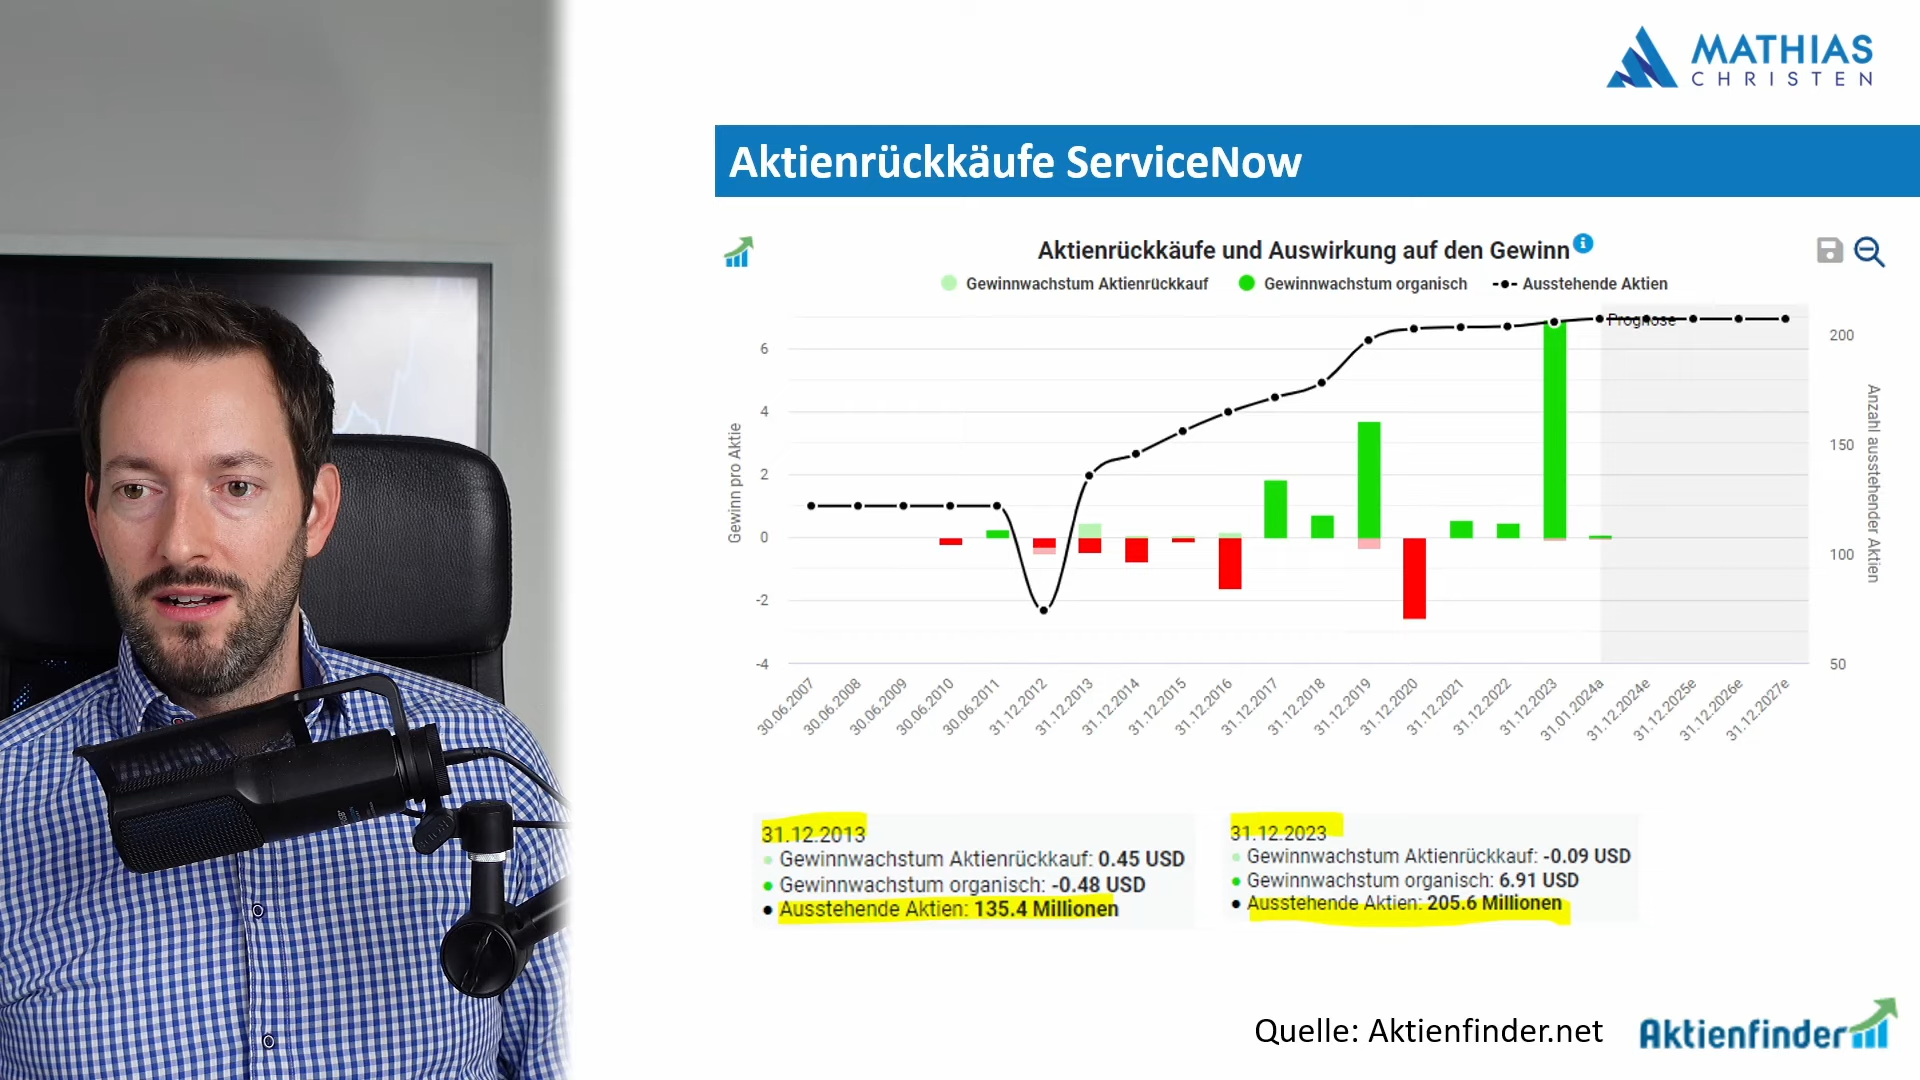 MATHIAS
CHRISTEN
Aktienrückkäufe ServiceNow
Aktienrückkäufe und Auswirkung auf den Gewinn
Gewinnwachstum Aktienrückkauf
Gewinnwachstum organisch
Ausstehende Aktien
Prognose
Gewinn pro Aktie
6
4
2
0
-2
-4
200
150
100
50
Anzahl ausstehender Aktien
30.06.2007
30.06.2008
30.06.2009
30.06.2010
30.06.2011
31.12.2012
31.12.2013
31.12.2014
31.12.2015
31.12.2016
31.12.2017
31.12.2018
31.12.2019
31.12.2020
31.12.2021
31.12.2022
31.12.2023
31.01.2024a
31.12.2024e
31.12.2025e
31.12.2026e
31.12.2027e
31.12.2013
Gewinnwachstum Aktienrückkauf: 0.45 USD
Gewinnwachstum organisch: -0.48 USD
Ausstehende Aktien: 135.4 Millionen
31.12.2023
Gewinnwachstum Aktienrückkauf: -0.09 USD
Gewinnwachstum organisch: 6.91 USD
Ausstehende Aktien: 205.6 Millionen
Quelle: Aktienfinder.net
Aktienfinder